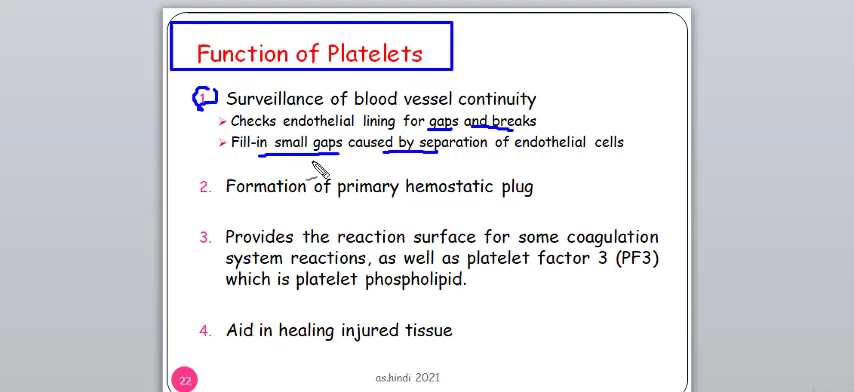 Function of Platelets
1. Surveillance of blood vessel continuity
➢ Checks endothelial lining for gaps and breaks
➢ Fill-in small gaps caused by separation of endothelial cells
2. Formation of primary hemostatic plug
3. Provides the reaction surface for some coagulation
system reactions, as well as platelet factor 3 (PF3)
which is platelet phospholipid.
4. Aid in healing injured tissue
22
as.hindi 2021